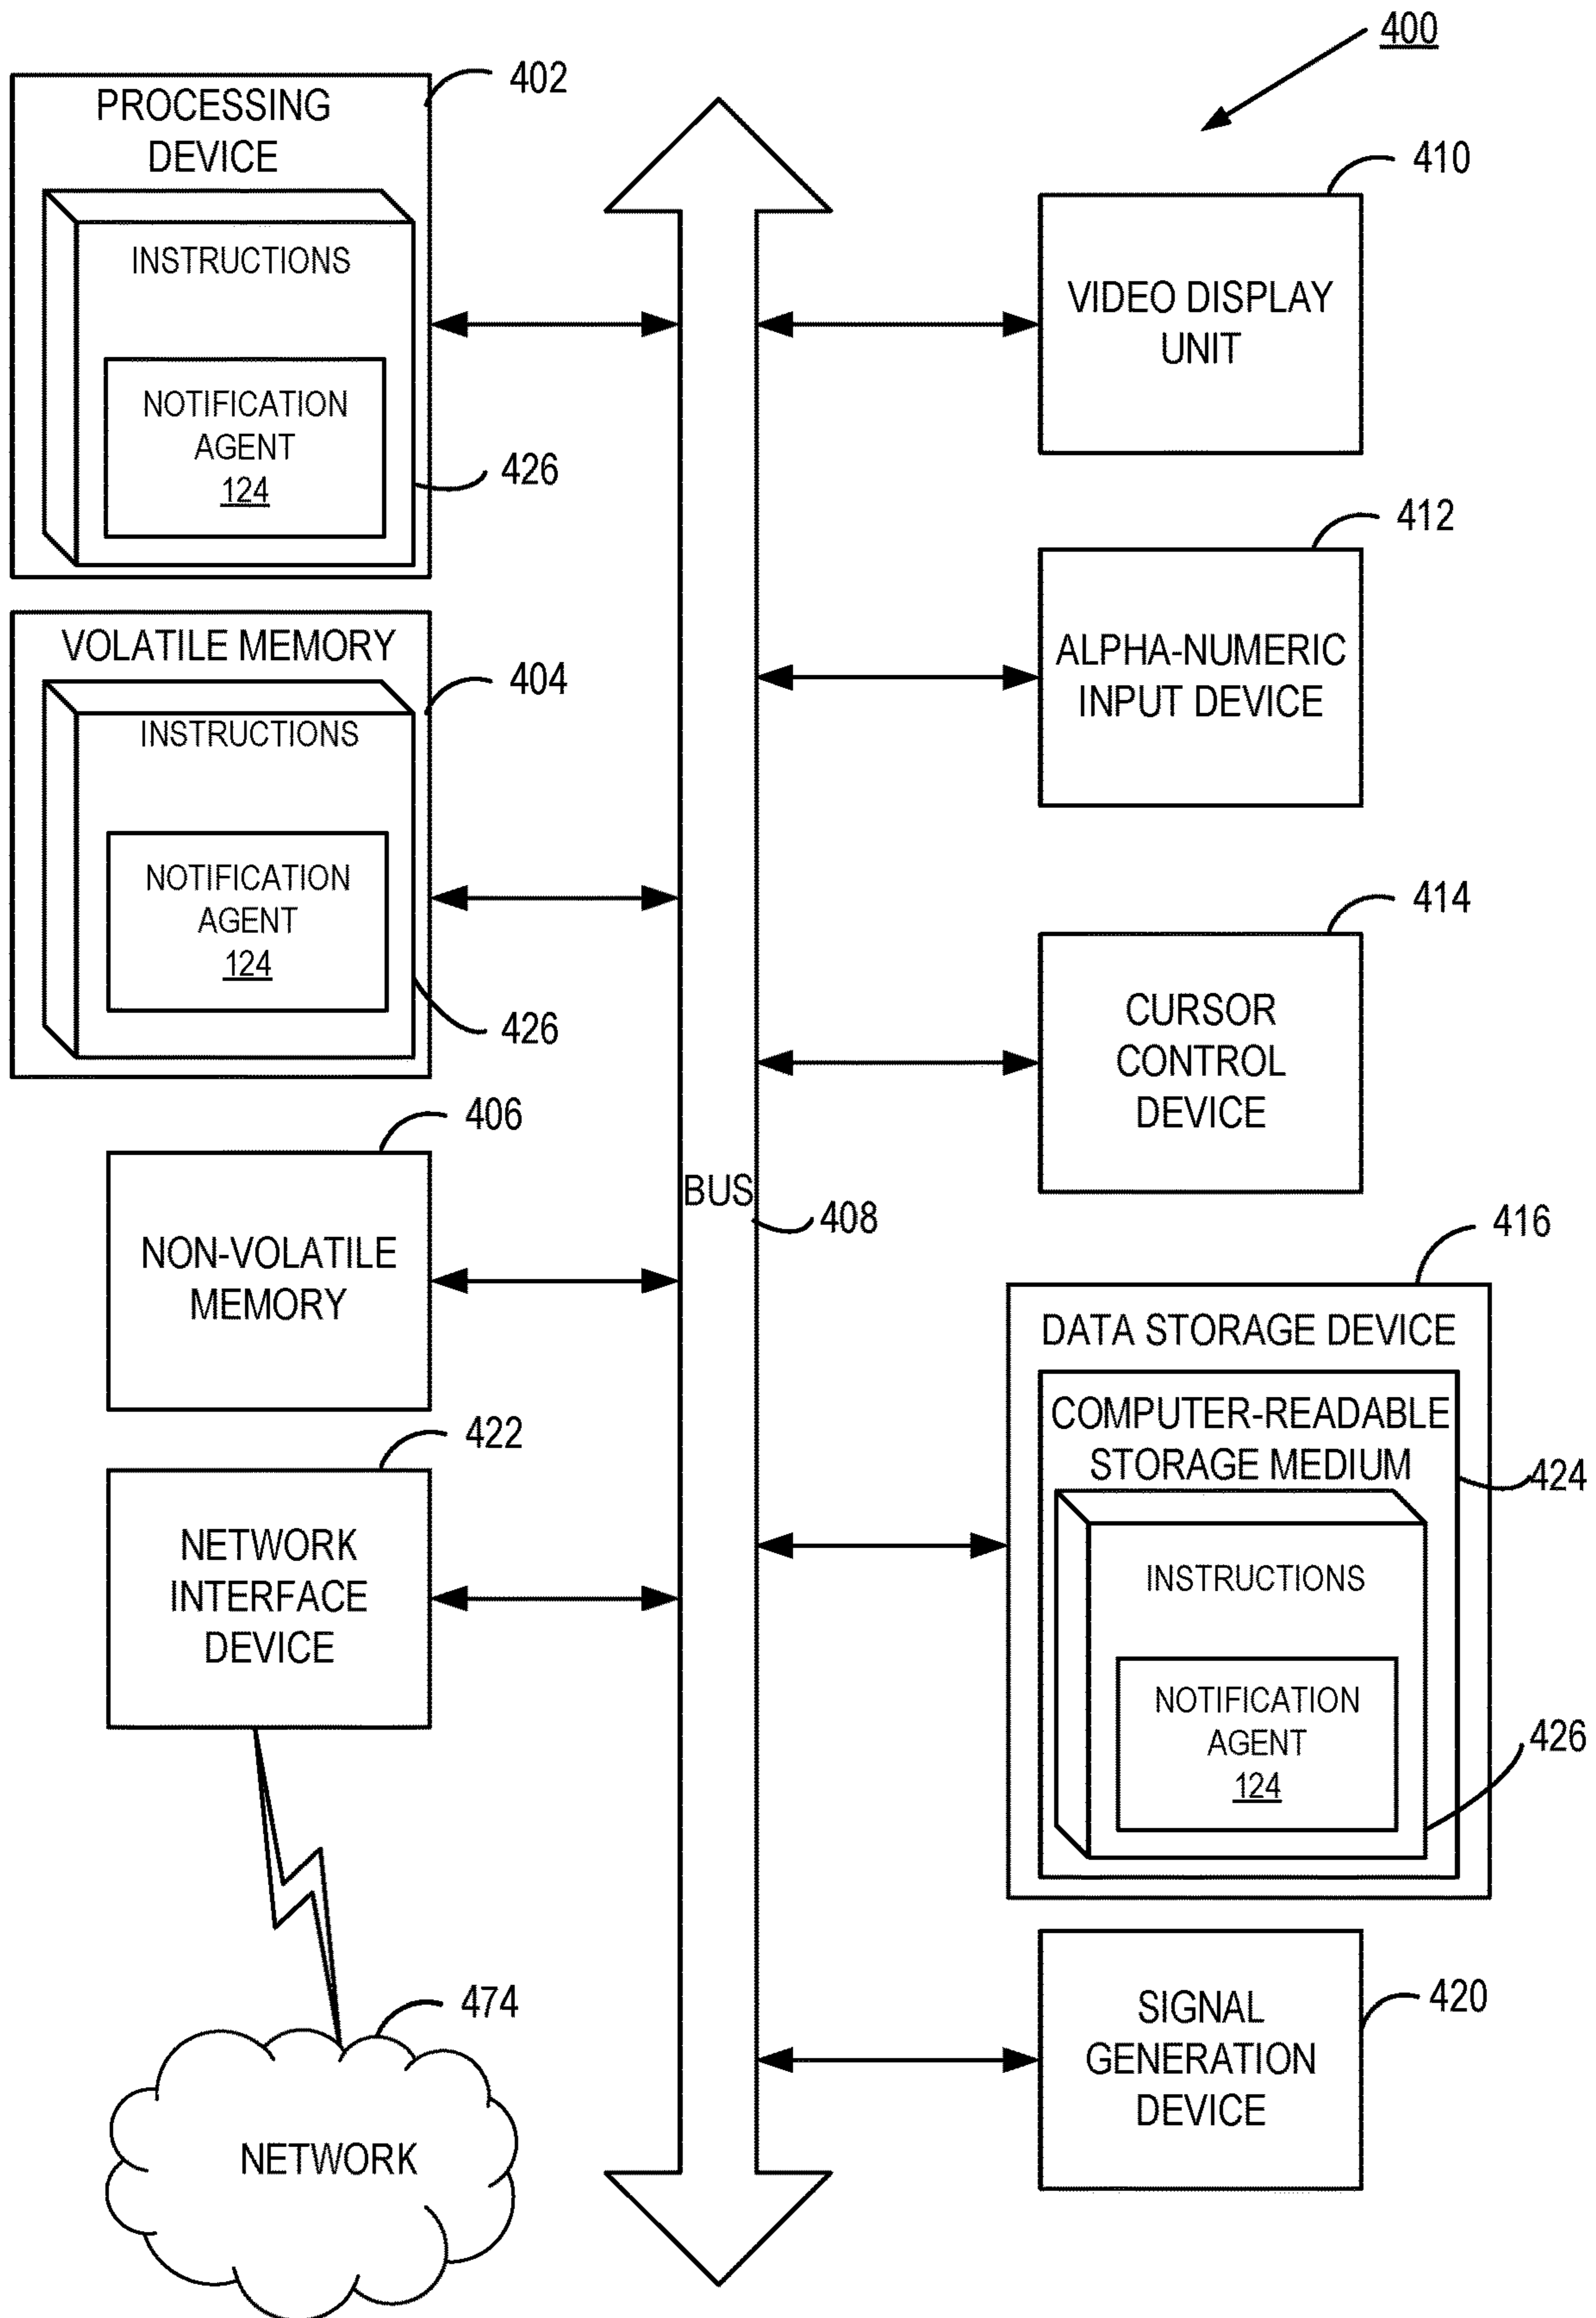 400
402
PROCESSING
DEVICE
INSTRUCTIONS
NOTIFICATION
AGENT
124
426
VOLATILE MEMORY
404
INSTRUCTIONS
NOTIFICATION
AGENT
124
426
406
NON-VOLATILE
MEMORY
422
NETWORK
INTERFACE
DEVICE
474
NETWORK
BUS
408
410
VIDEO DISPLAY
UNIT
412
ALPHA-NUMERIC
INPUT DEVICE
414
CURSOR
CONTROL
DEVICE
416
DATA STORAGE DEVICE
COMPUTER-READABLE
STORAGE MEDIUM
424
INSTRUCTIONS
NOTIFICATION
AGENT
124
426
SIGNAL
GENERATION
DEVICE
420